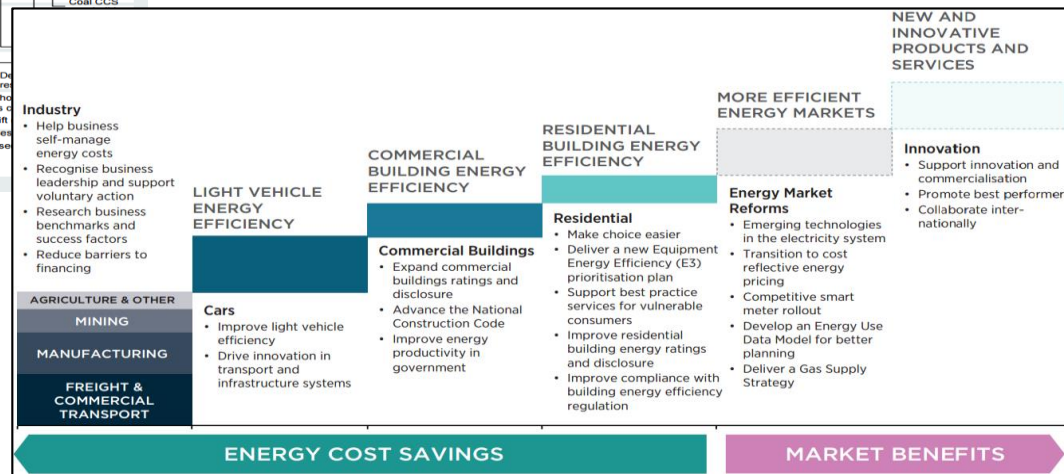 Coal CCS
Industry
• Help business
self-manage
energy costs
• Recognise business
leadership and support
voluntary action
• Research business
benchmarks and
success factors
• Reduce barriers to
financing
AGRICULTURE & OTHER
MINING
MANUFACTURING
FREIGHT &
COMMERCIAL
TRANSPORT
LIGHT VEHICLE
ENERGY
EFFICIENCY
Cars
• Improve light vehicle
efficiency
• Drive innovation in
transport and
infrastructure systems
COMMERCIAL
BUILDING ENERGY
EFFICIENCY
Commercial Buildings
• Expand commercial
buildings ratings and
disclosure
• Advance the National
Construction Code
• Improve energy
productivity in
government
RESIDENTIAL
BUILDING ENERGY
EFFICIENCY
Residential
• Make choice easier
• Deliver a new Equipment
Energy Efficiency (E3)
prioritisation plan
• Support best practice
services for vulnerable
consumers
• Improve residential
building energy ratings
and disclosure
• Improve compliance with
building energy efficiency
regulation
MORE EFFICIENT
ENERGY MARKETS
Energy Market
Reforms
• Emerging technologies
in the electricity system
• Transition to cost
reflective energy
pricing
• Competitive smart
meter rollout
• Develop an Energy Use
Data Model for better
planning
• Deliver a Gas Supply
Strategy
NEW AND
INNOVATIVE
PRODUCTS AND
SERVICES
Innovation
• Support innovation and
commercialisation
• Promote best performer
• Collaborate inter-
nationally
ENERGY COST SAVINGS
MARKET BENEFITS